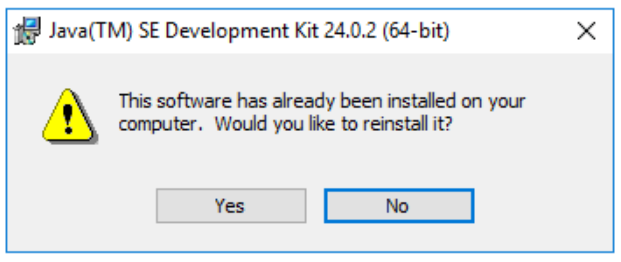 Java(TM) SE Development Kit 24.0.2 (64-bit)
This software has already been installed on your
computer.  Would you like to reinstall it?
Yes
No